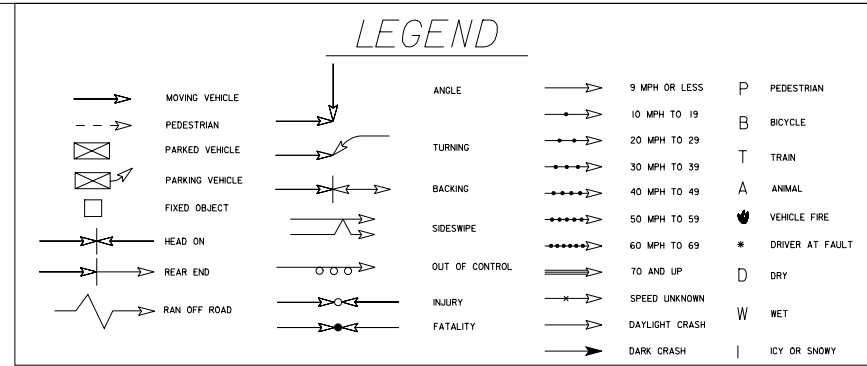 LEGEND
MOVING VEHICLE
PEDESTRIAN
PARKED VEHICLE
PARKING VEHICLE
FIXED OBJECT
HEAD ON
REAR END
RAN OFF ROAD
ANGLE
TURNING
BACKING
SIDESWIPE
OUT OF CONTROL
INJURY
FATALITY
9 MPH OR LESS
10 MPH TO 19
20 MPH TO 29
30 MPH TO 39
40 MPH TO 49
50 MPH TO 59
60 MPH TO 69
70 AND UP
SPEED UNKNOWN
DAYLIGHT CRASH
DARK CRASH
P PEDESTRIAN
B BICYCLE
T TRAIN
A ANIMAL
VEHICLE FIRE
* DRIVER AT FAULT
D DRY
W WET
I ICY OR SNOWY